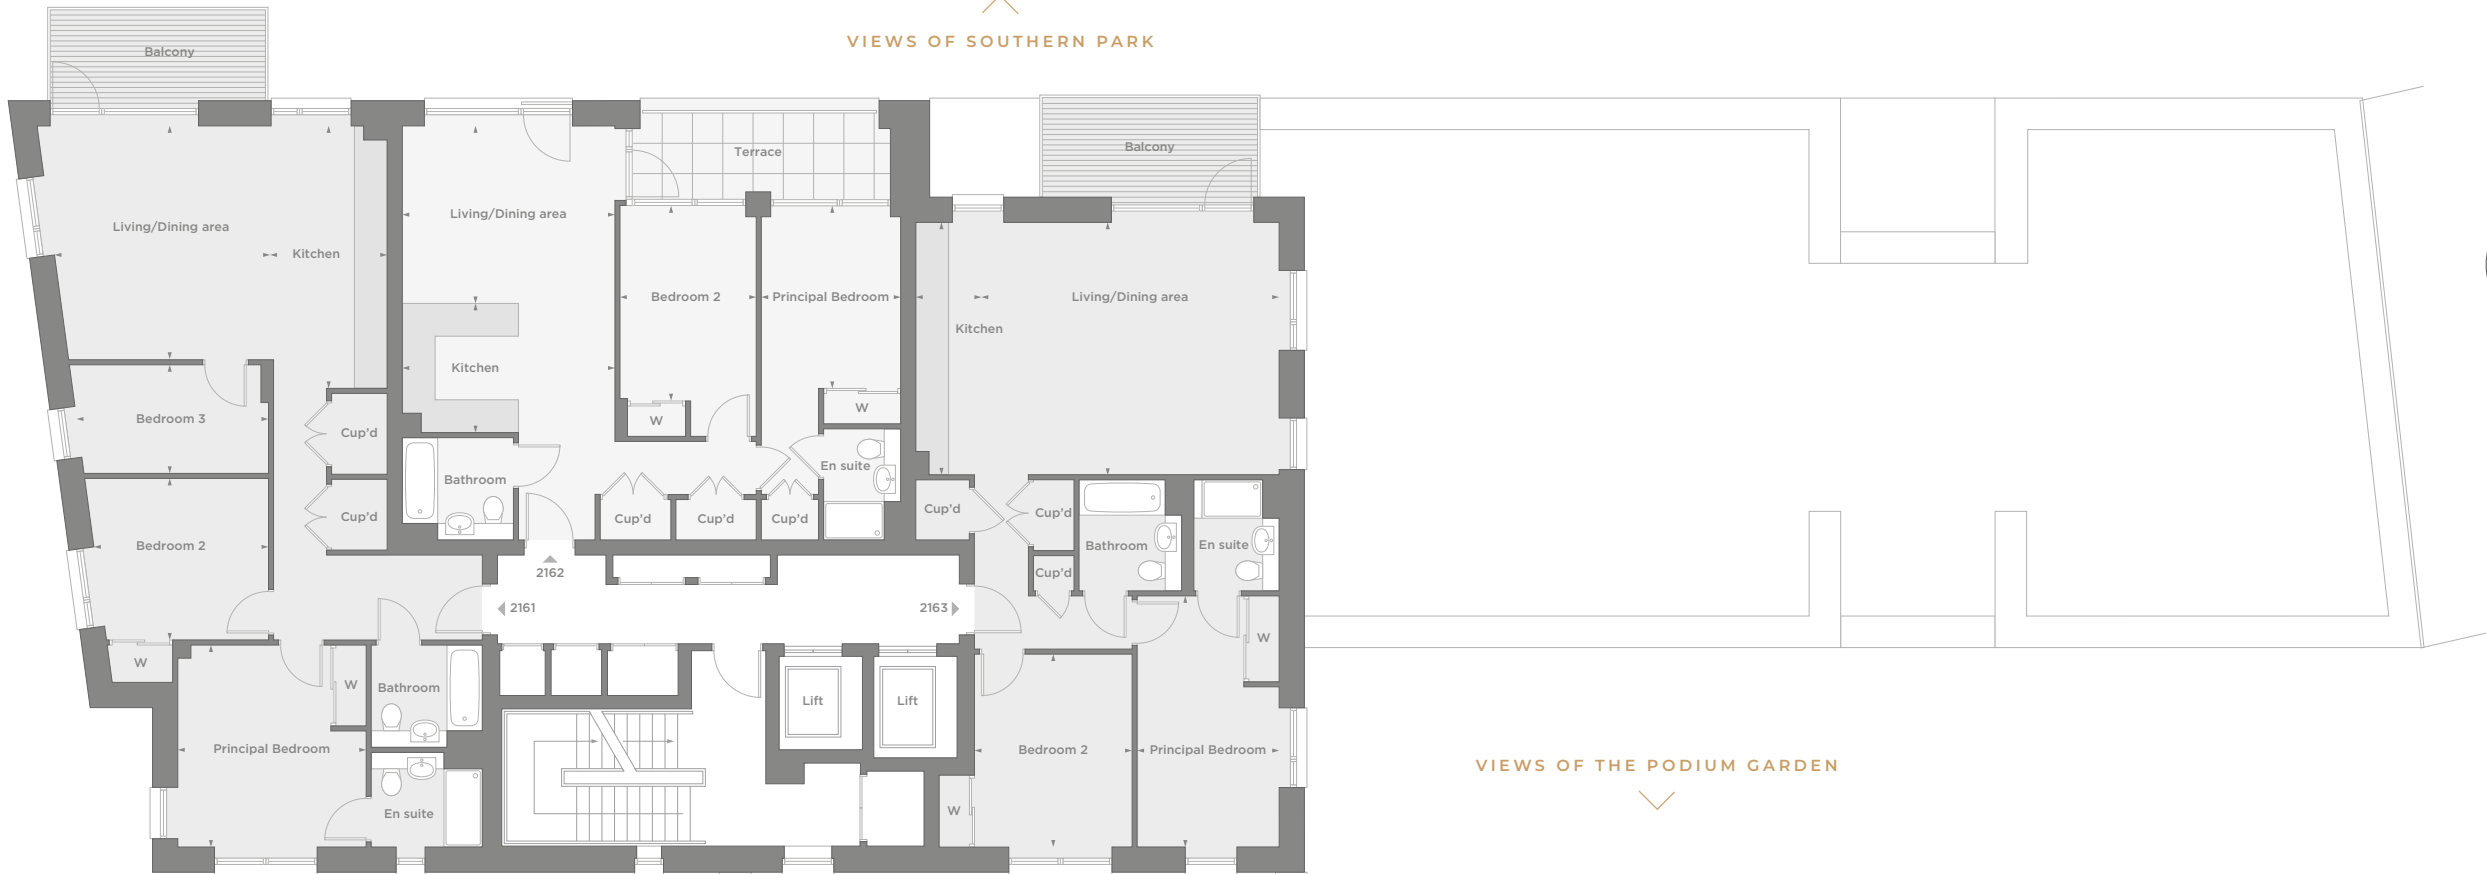 VIEWS OF SOUTHERN PARK
Balcony
Balcony
Terrace
Living/Dining area
Kitchen
Living/Dining area
Kitchen
Bedroom 2
Principal Bedroom
Living/Dining area
Kitchen
W
W
Bedroom 3
Cup'd
Cup'd
Bedroom 2
W
Bathroom
En suite
Cup'd
Cup'd
Cup'd
Cup'd
Cup'd
Cup'd
Bathroom
En suite
2162
2161
2163
W
Bathroom
W
Principal Bedroom
En suite
Lift
Lift
Bedroom 2
Principal Bedroom
W
W
VIEWS OF THE PODIUM GARDEN